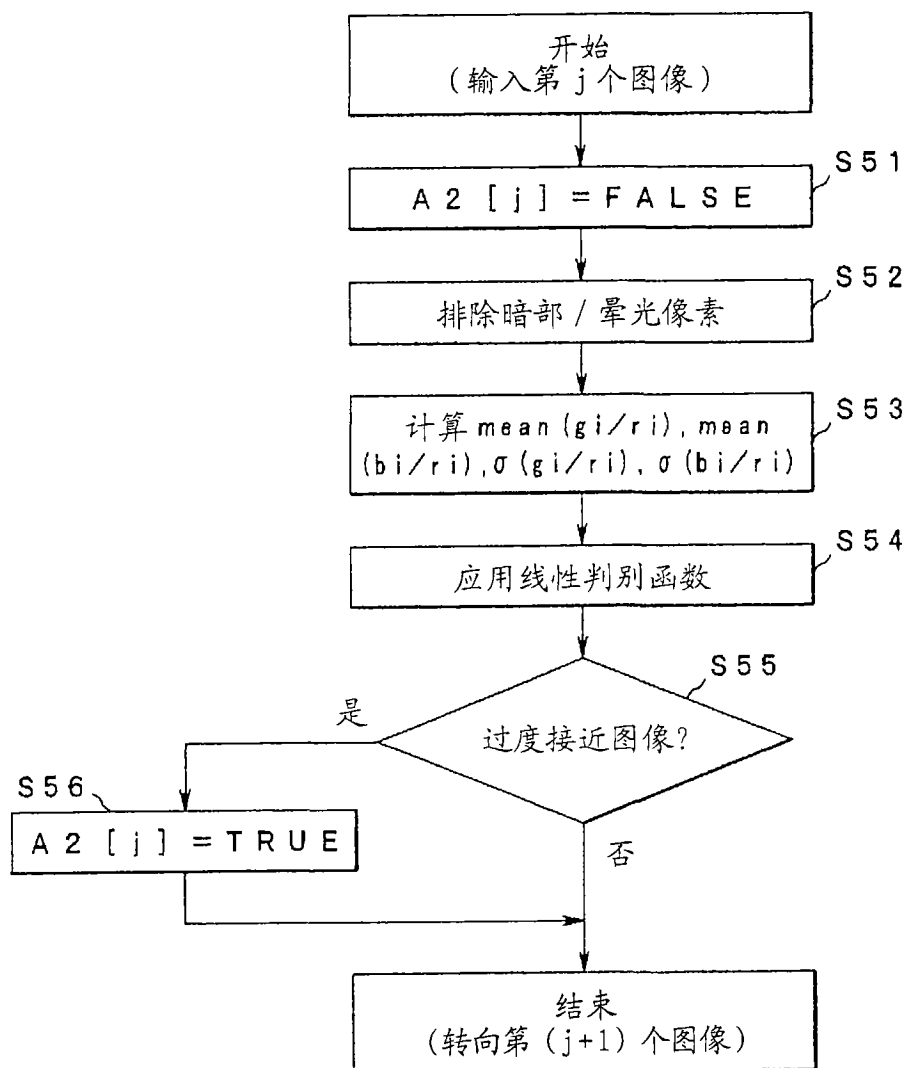 开始
(输入第 j 个图像)
S51
A2[j]=FALSE
S52
排除暗部/晕光像素
S53
计算 mean(gi/ri), mean
(bi/ri),σ(gi/ri),σ(bi/ri)
S54
应用线性判别函数
S55
是
过度接近图像?
S56
A2[j]=TRUE
否
结束
(转向第 (j+1) 个图像)